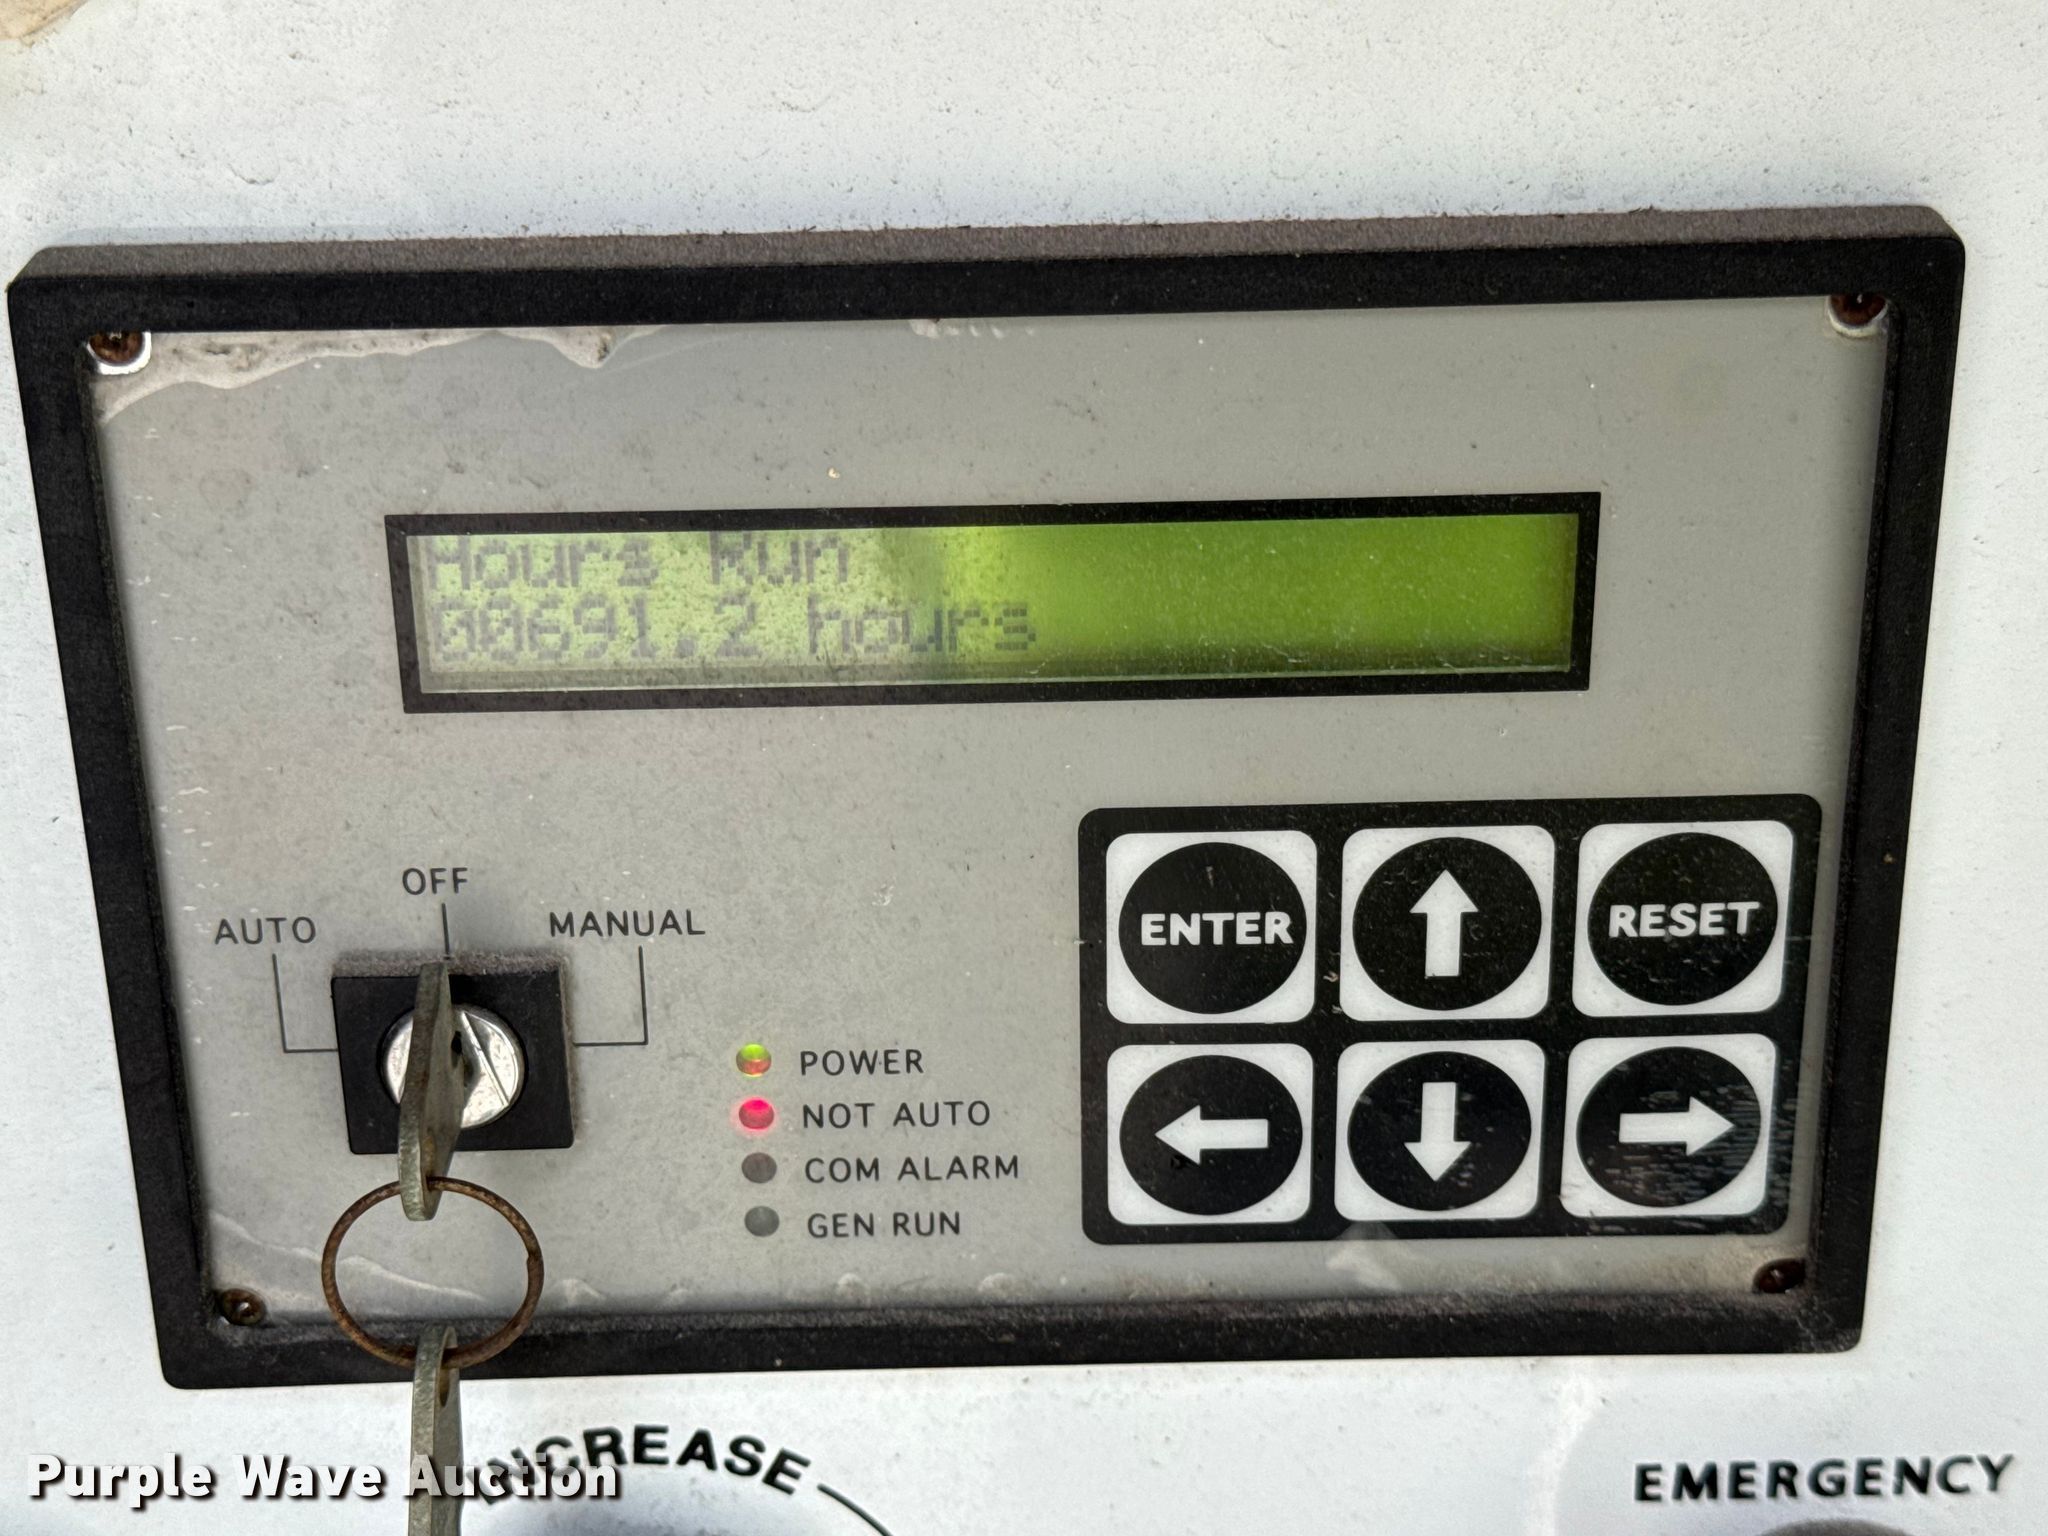 Hours Run
00691.2 hours
OFF
AUTO
MANUAL
ENTER
RESET
POWER
NOT AUTO
COM ALARM
GEN RUN
INCREASE
EMERGENCY
Purple Wave Auction